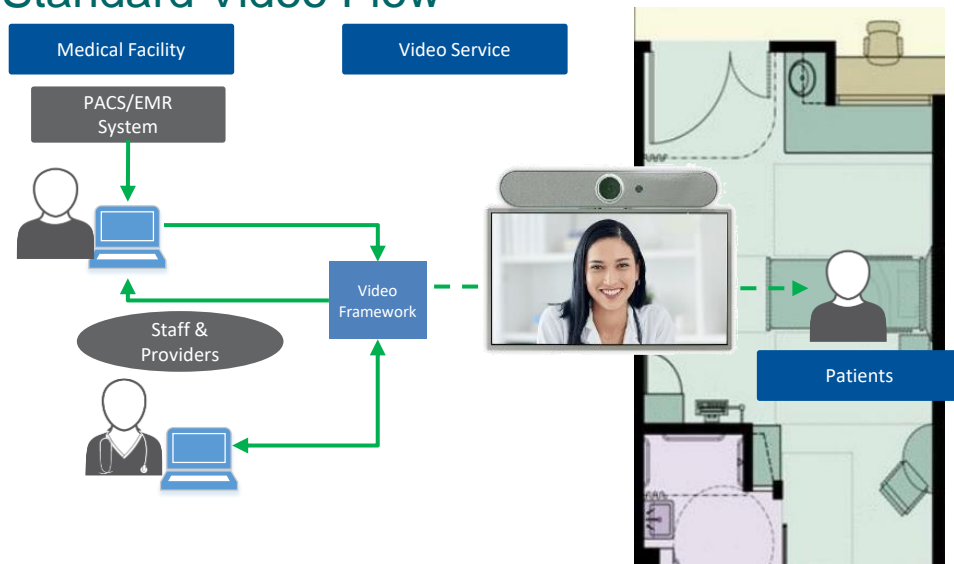 Standard Video Flow
Medical Facility
Video Service
PACS/EMR
System
Video
Framework
Staff &
Providers
Patients